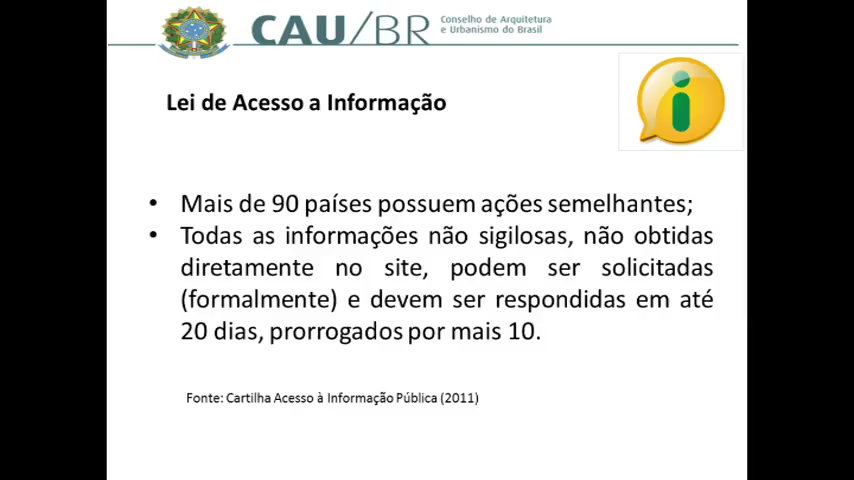 CAU/BR
Conselho de Arquitetura
e Urbanismo do Brasil
Lei de Acesso a Informação
i
• Mais de 90 países possuem ações semelhantes;
• Todas as informações não sigilosas, não obtidas
diretamente no site, podem ser solicitadas
(formalmente) e devem ser respondidas em até
20 dias, prorrogados por mais 10.
Fonte: Cartilha Acesso à Informação Pública (2011)